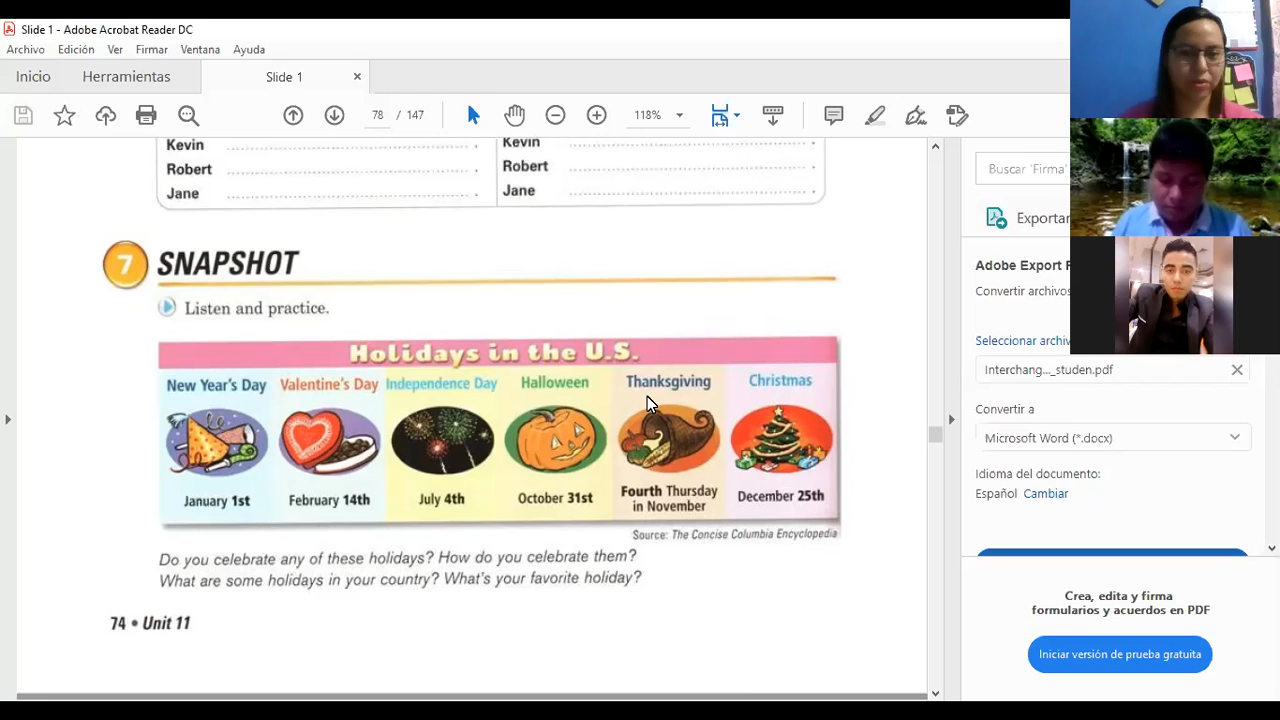 Slide 1 - Adobe Acrobat Reader DC
Archivo Edición Ver Firmar Ventana Ayuda
Inicio Herramientas Slide 1
78 / 147 118%
Kevin Kevin
Robert Robert
Jane Jane
7 SNAPSHOT
Listen and practice.
Holidays in the U.S.
New Year's Day Valentine's Day Independence Day Halloween Thanksgiving Christmas
January 1st February 14th July 4th October 31st Fourth Thursday in November December 25th
Source: The Concise Columbia Encyclopedia
Do you celebrate any of these holidays? How do you celebrate them?
What are some holidays in your country? What's your favorite holiday?
74 • Unit 11
Buscar 'Firma'
Exportar
Adobe Export
Convertir archivos
Seleccionar archiv
Interchang..._studen.pdf
Convertir a
Microsoft Word (*.docx)
Idioma del documento:
Español Cambiar
Crea, edita y firma
formularios y acuerdos en PDF
Iniciar versión de prueba gratuita